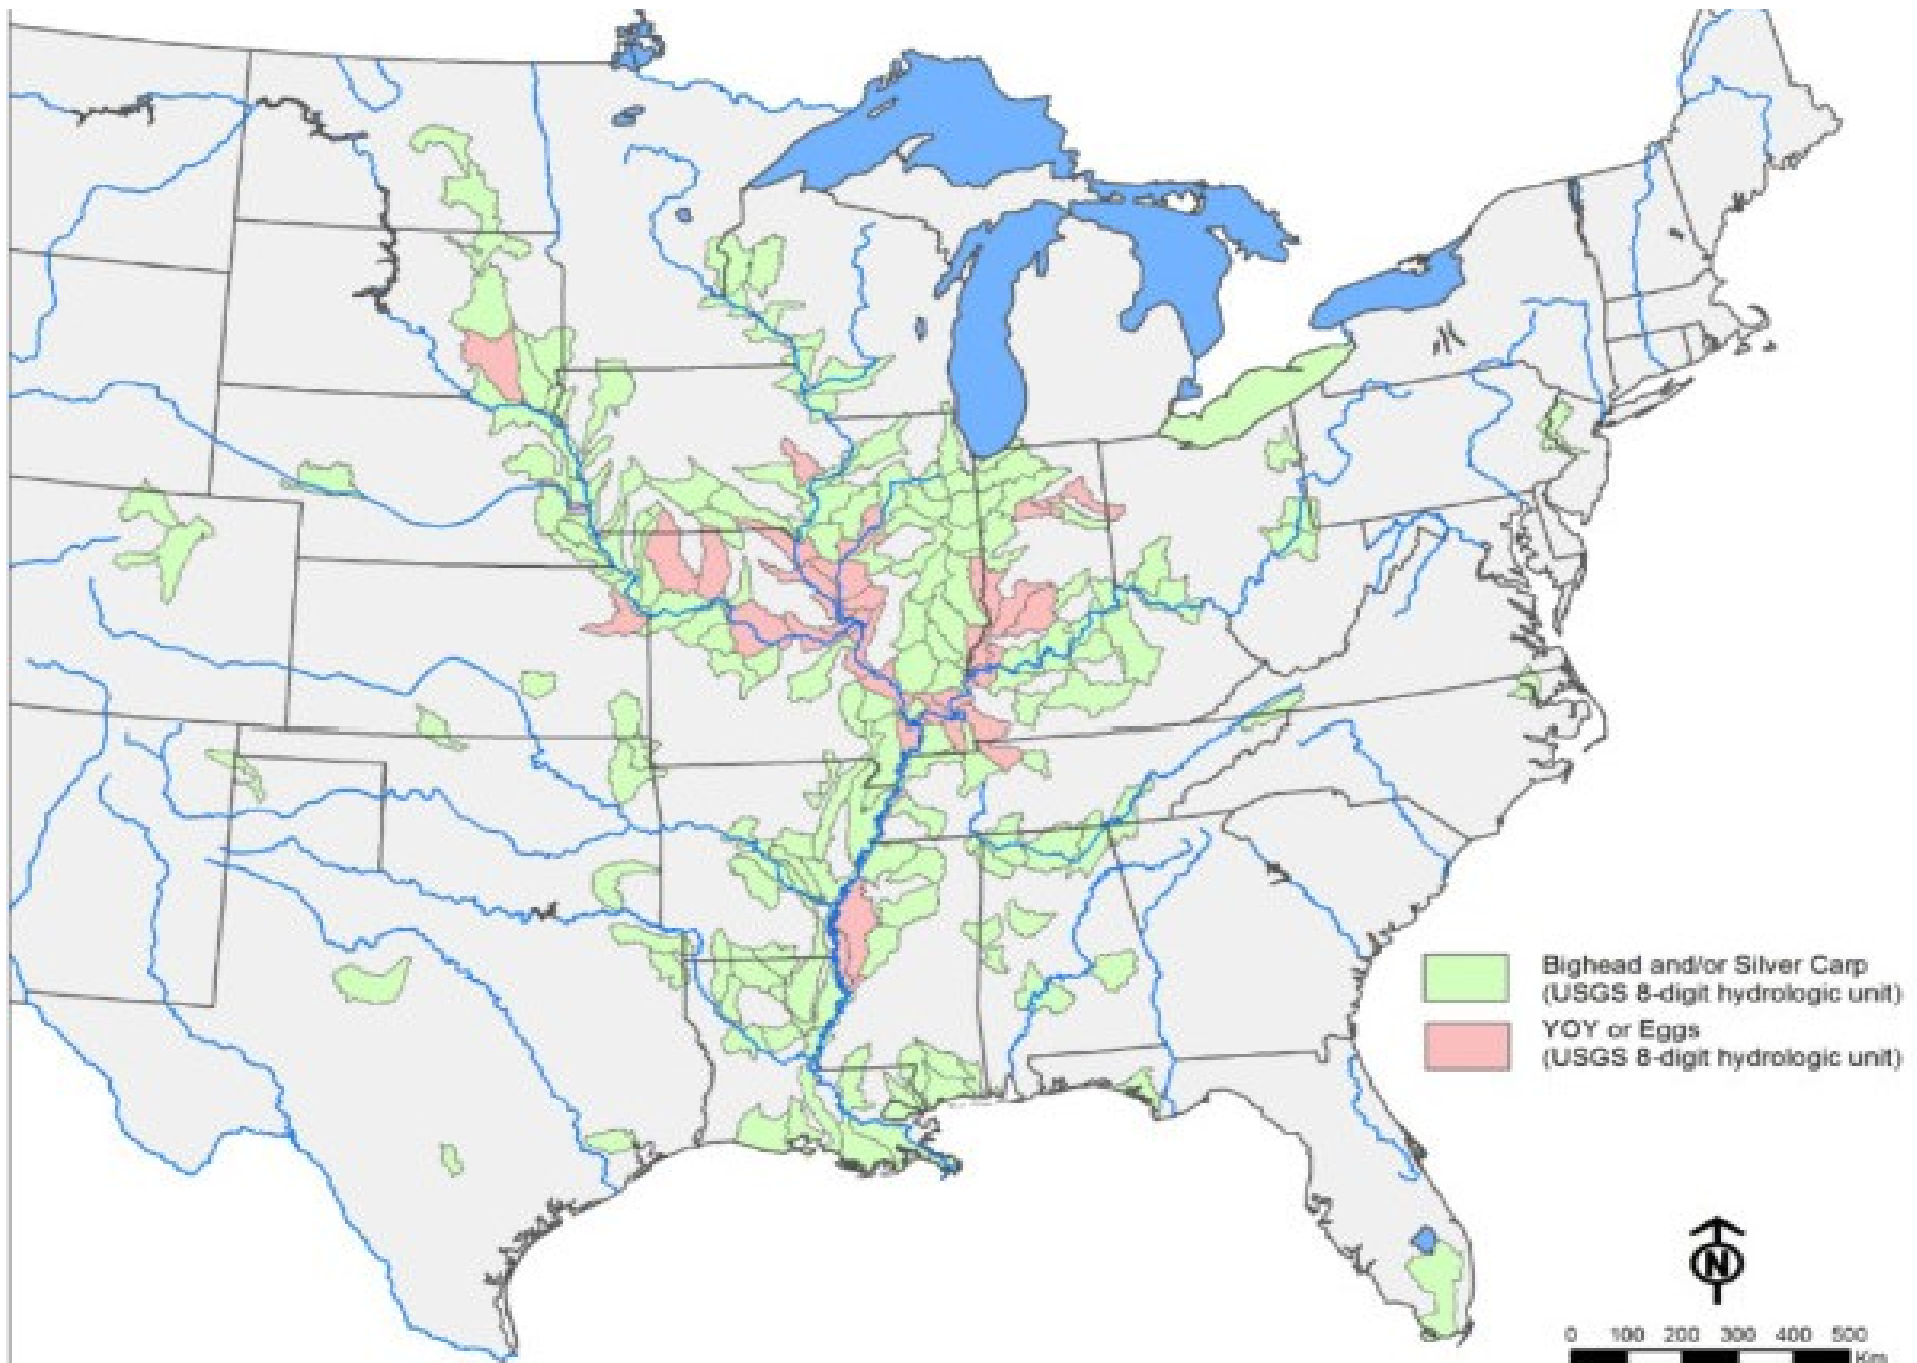 Bighead and/or Silver Carp
(USGS 8-digit hydrologic unit)
YOY or Eggs
(USGS 8-digit hydrologic unit)
N
0 100 200 300 400 500
Km